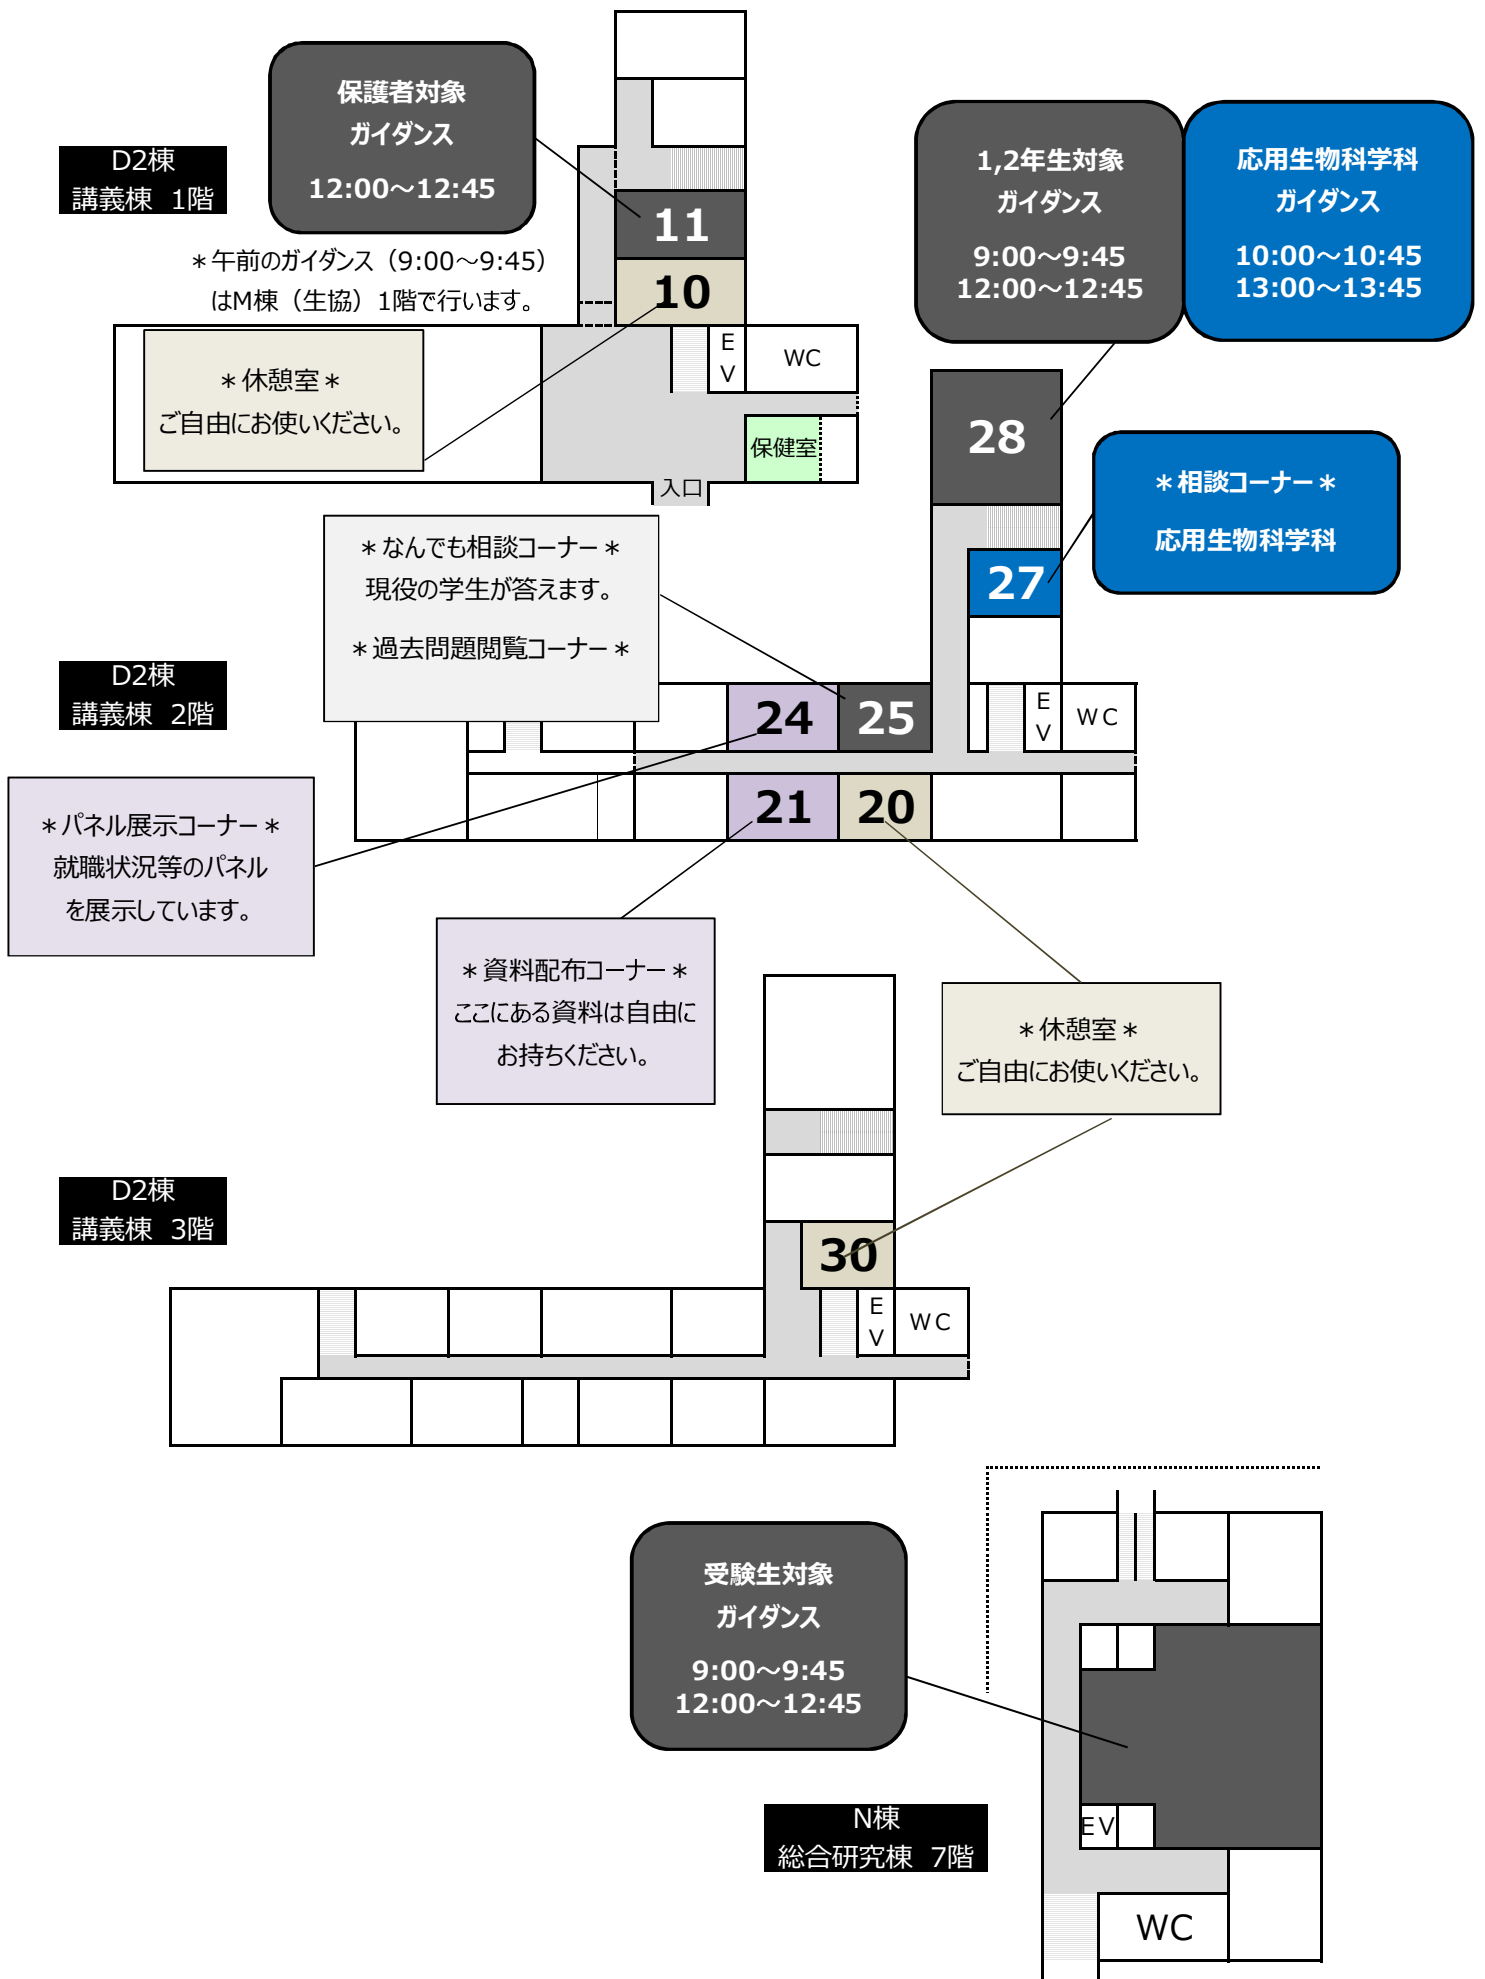 保護者対象
ガイダンス
12:00～12:45
D2棟
講義棟 1階
11
＊午前のガイダンス（9:00～9:45）
はM棟（生協）1階で行います。
10
＊休憩室＊
ご自由にお使いください。
E
V
WC
保健室
入口
1,2年生対象
ガイダンス
9:00～9:45
12:00～12:45
応用生物科学科
ガイダンス
10:00～10:45
13:00～13:45
28
＊相談コーナー＊
応用生物科学科
27
＊なんでも相談コーナー＊
現役の学生が答えます。
＊過去問題閲覧コーナー＊
D2棟
講義棟 2階
24
25
E
V
WC
21
20
＊パネル展示コーナー＊
就職状況等のパネル
を展示しています。
＊資料配布コーナー＊
ここにある資料は自由に
お持ちください。
＊休憩室＊
ご自由にお使いください。
D2棟
講義棟 3階
30
E
V
WC
受験生対象
ガイダンス
9:00～9:45
12:00～12:45
N棟
総合研究棟 7階
EV
WC